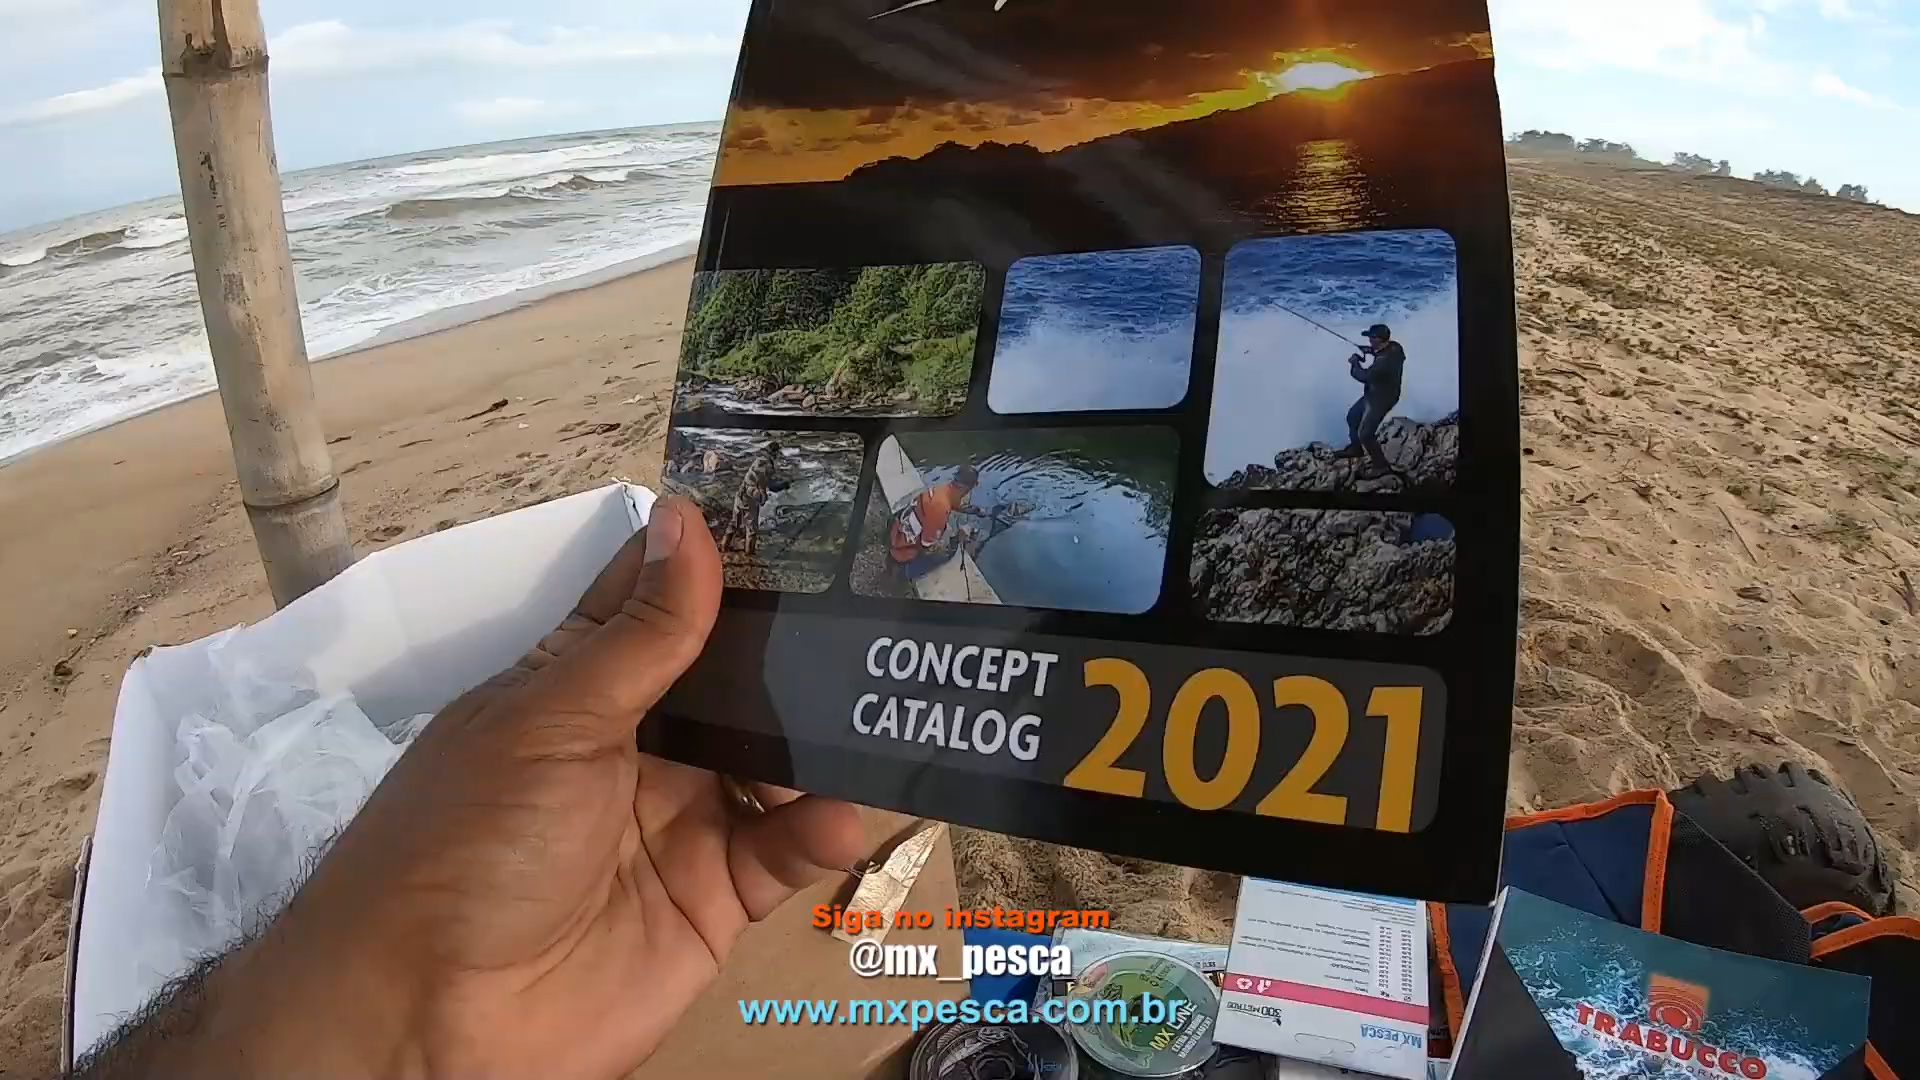 CONCEPT
CATALOG
2021
Siga no instagram
@mx_pesca
www.mxpesca.com.br
MX LINE
300 METROS
MX PESCA
TRABUCCO